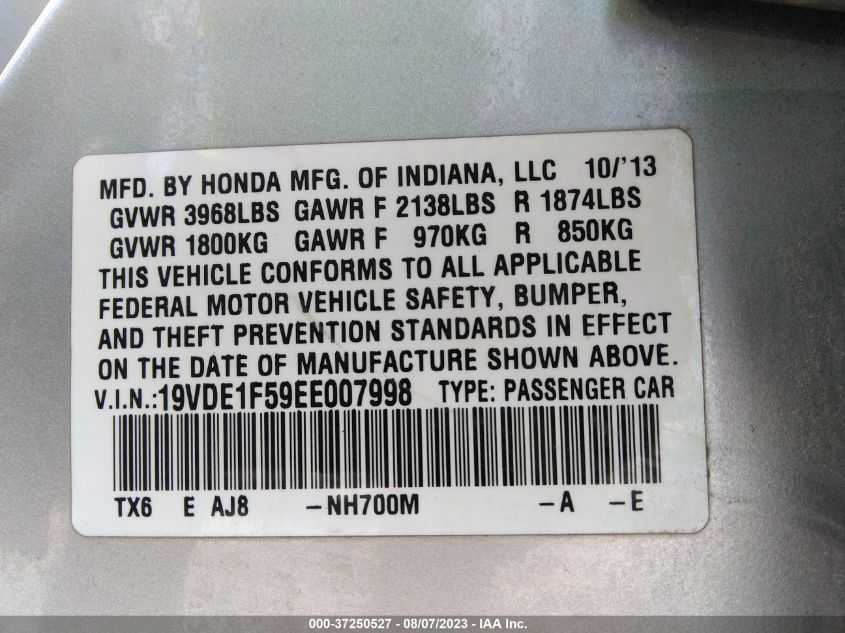 MFD. BY HONDA MFG. OF INDIANA, LLC 10/'13
GVWR 3968LBS GAWR F 2138LBS R 1874LBS
GVWR 1800KG GAWR F 970KG R 850KG
THIS VEHICLE CONFORMS TO ALL APPLICABLE
FEDERAL MOTOR VEHICLE SAFETY, BUMPER,
AND THEFT PREVENTION STANDARDS IN EFFECT
ON THE DATE OF MANUFACTURE SHOWN ABOVE.
V.I.N.:19VDE1F59EE007998 TYPE: PASSENGER CAR
TX6 E AJ8 -NH700M -A -E
000-37250527 - 08/07/2023 - IAA Inc.